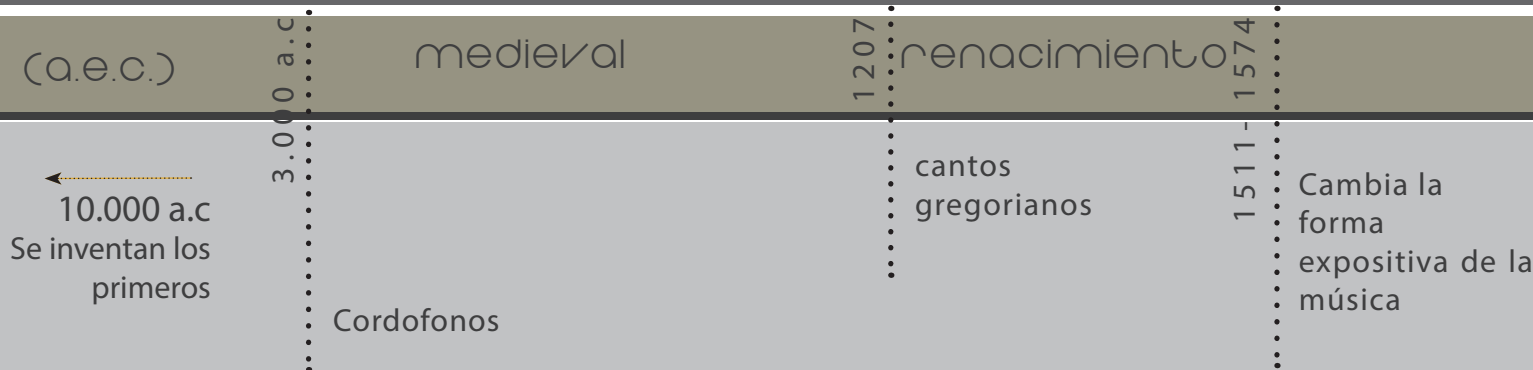 (a.e.c.)
3.000 a.c
medieval
1207
renacimiento
1511- 1574
10.000 a.c
Se inventan los
primeros
Cordofonos
cantos
gregorianos
Cambia la
forma
expositiva de la
música